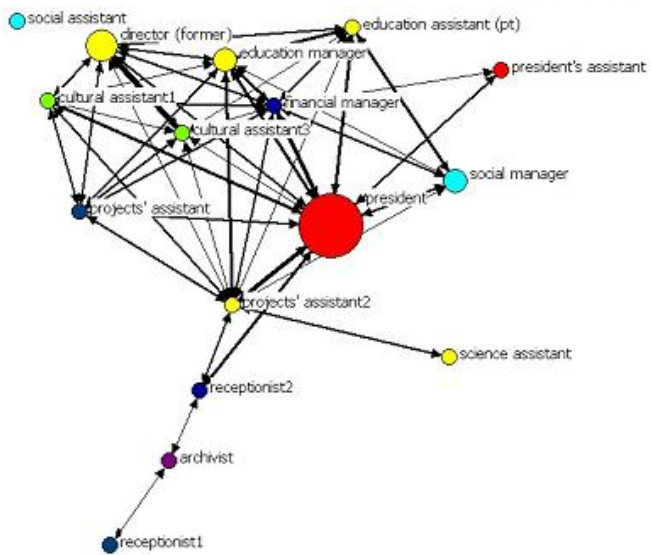 social assistant
director (former)
education assistant (pt)
education manager
president's assistant
cultural assistant1
financial manager
cultural assistant3
social manager
president
projects' assistant
projects' assistant2
science assistant
receptionist2
archivist
receptionist1